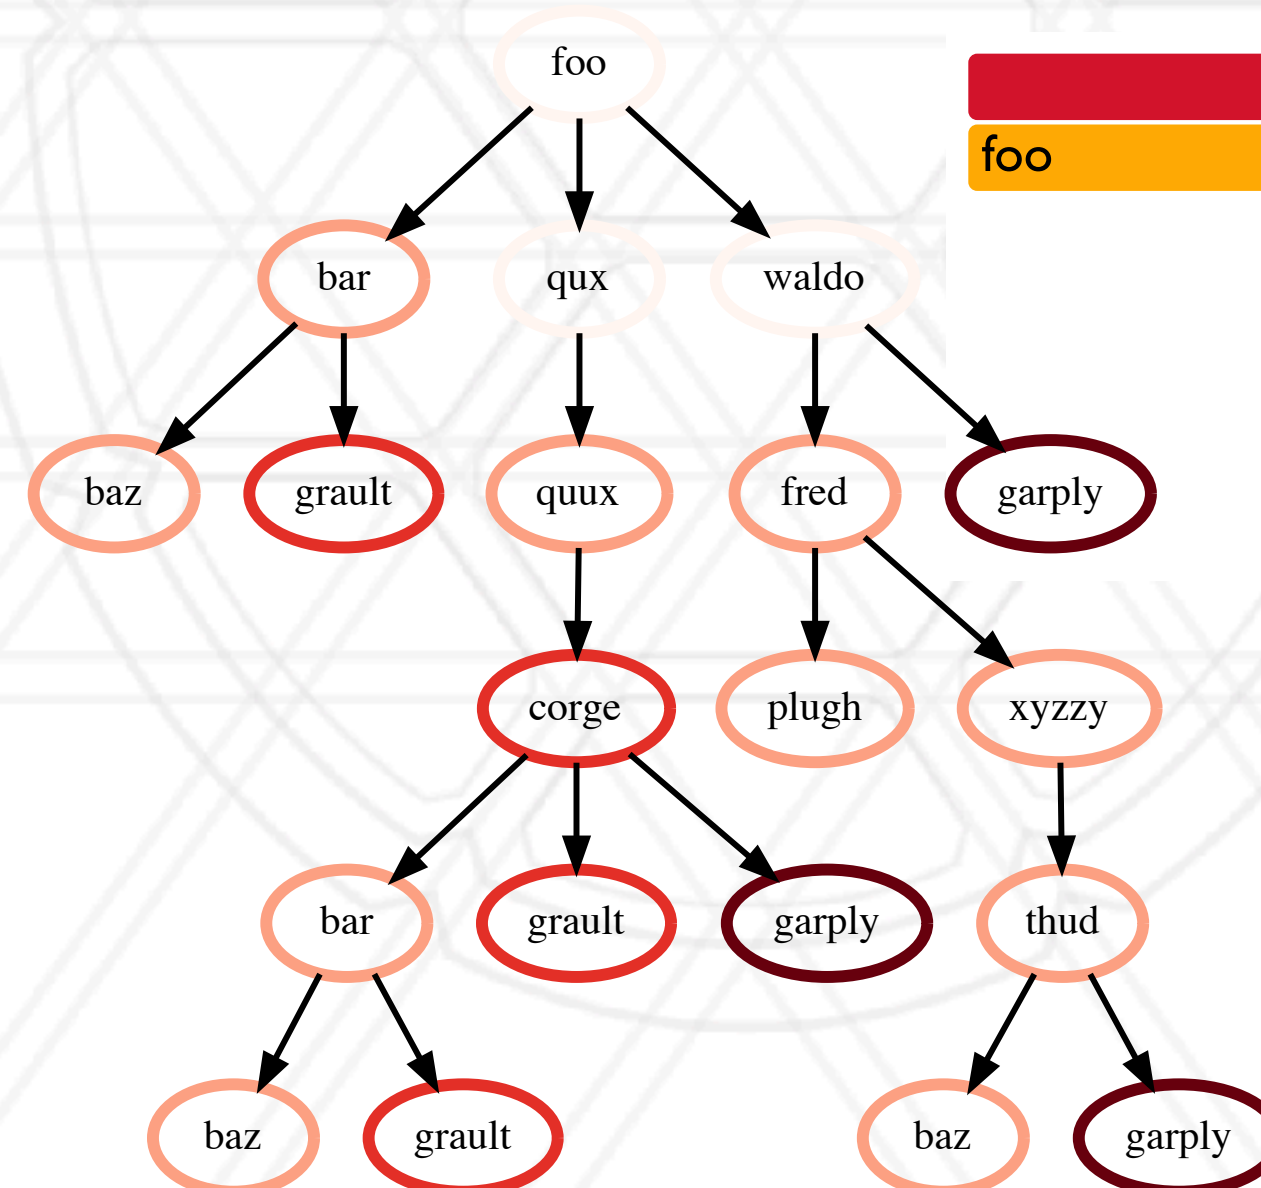 foo
foo
bar
qux
waldo
baz
grault
quux
fred
garply
corge
plugh
xyzzy
bar
grault
garply
thud
baz
grault
baz
garply